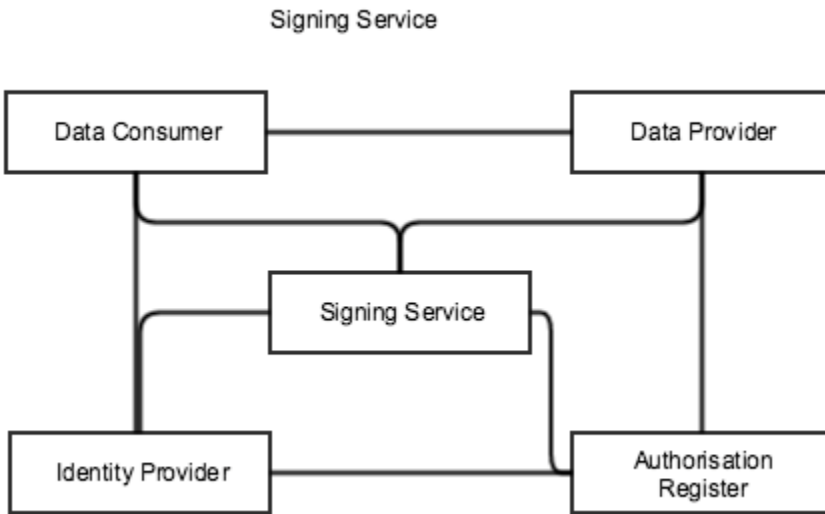 Signing Service
Data Consumer
Data Provider
Signing Service
Identity Provider
Authorisation
Register